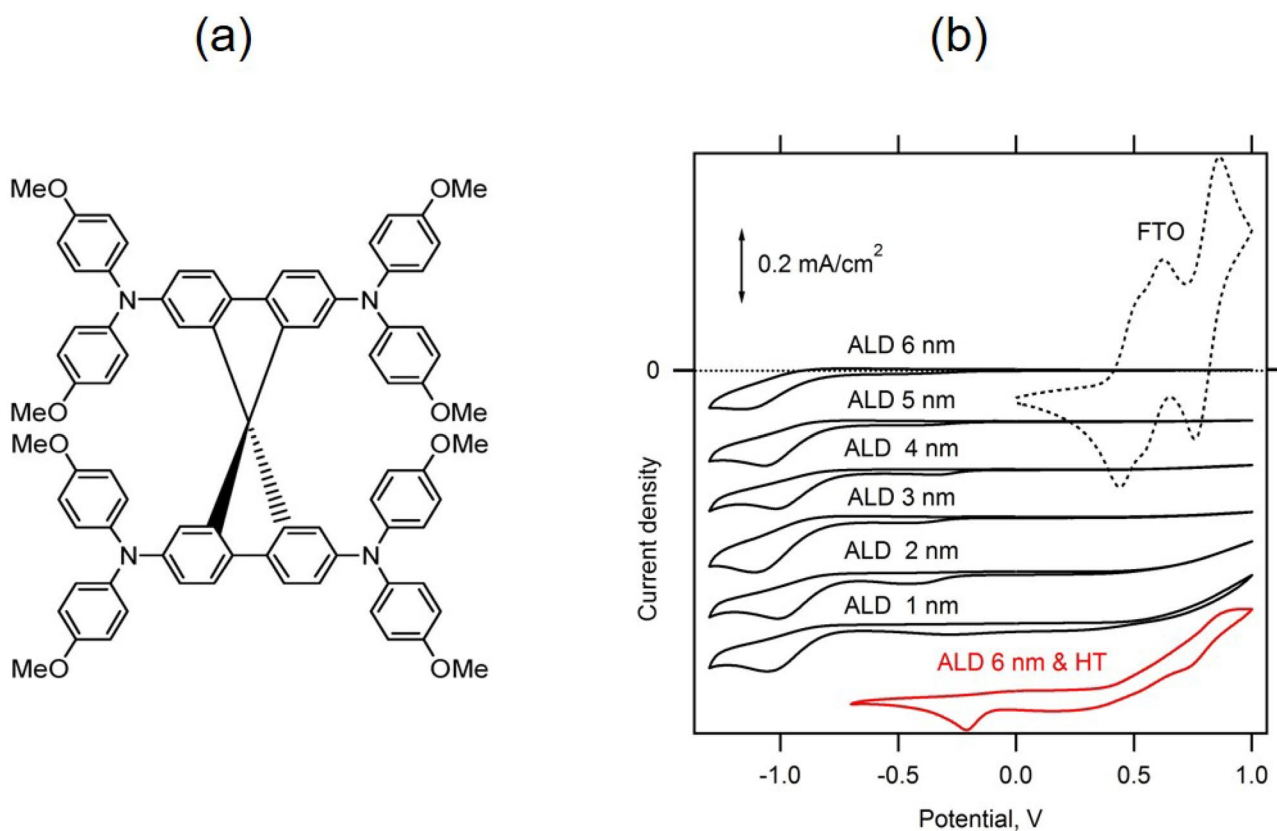 (a)
(b)
MeO
OMe
N
N
MeO
OMe
MeO
OMe
N
N
MeO
OMe
FTO
0.2 mA/cm²
ALD 6 nm
0
ALD 5 nm
ALD 4 nm
ALD 3 nm
ALD 2 nm
ALD 1 nm
ALD 6 nm & HT
Current density
-1.0 -0.5 0.0 0.5 1.0
Potential, V